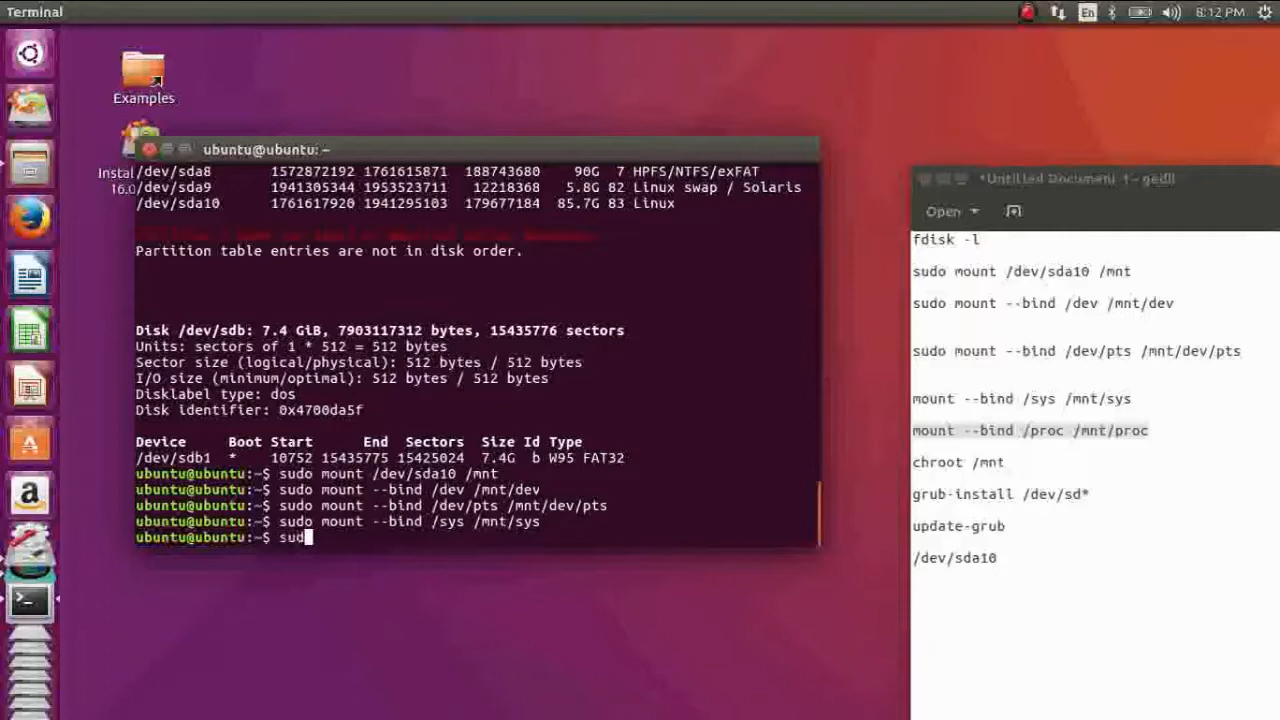 Terminal
En
8:12 PM
Examples
Instal
16.0
ubuntu@ubuntu: ~
/dev/sda8 1572872192 1761615871 188743680 90G 7 HPFS/NTFS/exFAT
/dev/sda9 1941305344 1953523711 12218368 5.8G 82 Linux swap / Solaris
/dev/sda10 1761617920 1941295103 179677184 85.7G 83 Linux
Partition table entries are not in disk order.
Disk /dev/sdb: 7.4 GiB, 7903117312 bytes, 15435776 sectors
Units: sectors of 1 * 512 = 512 bytes
Sector size (logical/physical): 512 bytes / 512 bytes
I/O size (minimum/optimal): 512 bytes / 512 bytes
Disklabel type: dos
Disk identifier: 0x4700da5f
Device Boot Start End Sectors Size Id Type
/dev/sdb1 * 10752 15435775 15425024 7.4G b W95 FAT32
ubuntu@ubuntu:~$ sudo mount /dev/sda10 /mnt
ubuntu@ubuntu:~$ sudo mount --bind /dev /mnt/dev
ubuntu@ubuntu:~$ sudo mount --bind /dev/pts /mnt/dev/pts
ubuntu@ubuntu:~$ sudo mount --bind /sys /mnt/sys
ubuntu@ubuntu:~$ sud
*Untitled Document 1 - gedit
Open
fdisk -l
sudo mount /dev/sda10 /mnt
sudo mount --bind /dev /mnt/dev
sudo mount --bind /dev/pts /mnt/dev/pts
mount --bind /sys /mnt/sys
mount --bind /proc /mnt/proc
chroot /mnt
grub-install /dev/sd*
update-grub
/dev/sda10